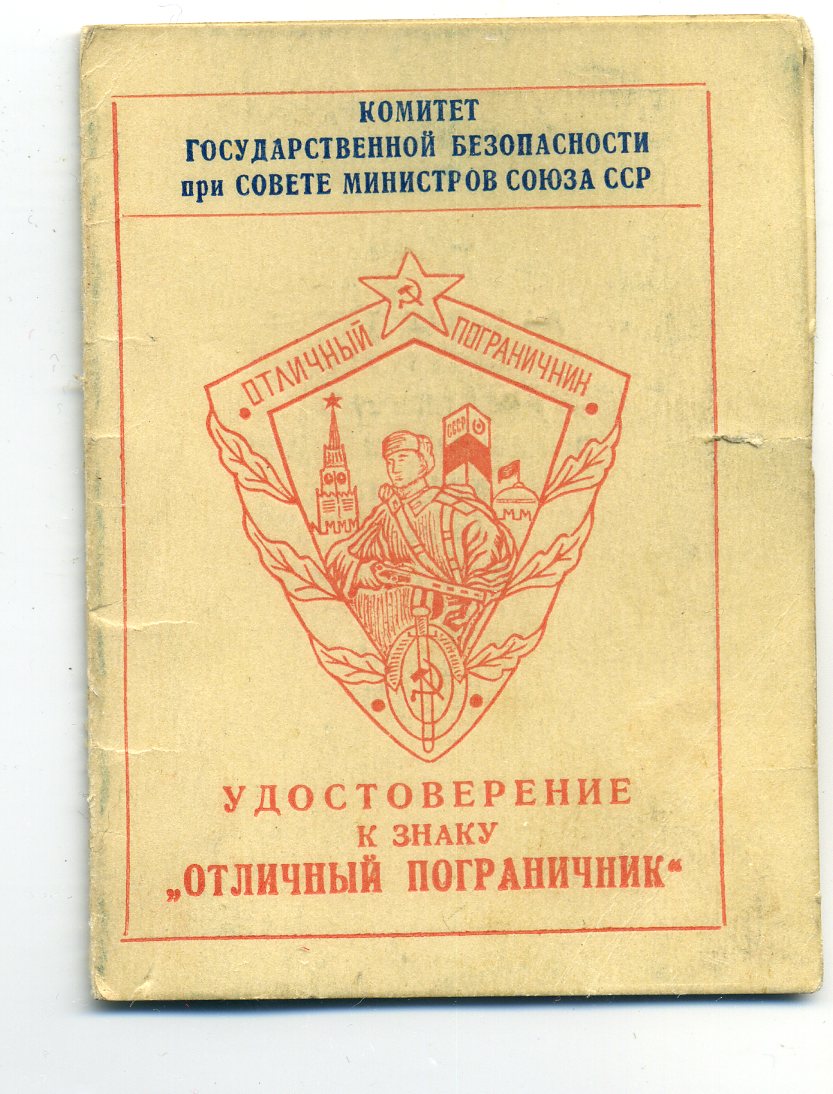 КОМИТЕТ
ГОСУДАРСТВЕННОЙ БЕЗОПАСНОСТИ
при СОВЕТЕ МИНИСТРОВ СОЮЗА ССР
ОТЛИЧНЫЙ ПОГРАНИЧНИК
СССР
УДОСТОВЕРЕНИЕ
К ЗНАКУ
„ОТЛИЧНЫЙ ПОГРАНИЧНИК“